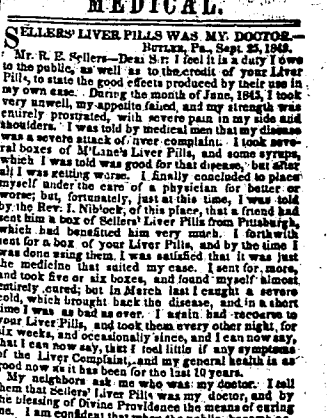 MEDICAL.
SELLERS' LIVER PILLS WAS MY. DOCTOR.—
BUTLER, Pa., Sept. 25, 1849.
Mr. R. E. Sellers—Dear Sir: I feel it is a duty I owe
to the public, as well as to the credit of your Liver
Pills, to state the good effects produced by their use in
my own case. During the month of June, 1843, I took
very unwell, my appetite failed, and my strength was
entirely prostrated, with severe pain in my side and
shoulders. I was told by medical men that my disease
was a severe attack of liver complaint. I took seve-
ral boxes of McLane's Liver Pills, and some syrups,
which I was told was good for that disease, but after
all I was getting worse. I finally concluded to place
myself under the care of a physician for better or
worse; but, fortunately, just at this time, I was told
by the Rev. I. Niblock, of this place, that a friend had
sent him a box of Sellers' Liver Pills from Pittsburgh,
which had benefitted him very much. I forthwith
sent for a box of your Liver Pills, and by the time I
was done using them, I was satisfied that it was just
the medicine that suited my case. I sent for more,
and took five or six boxes, and found myself almost
entirely cured; but in March last I caught a severe
cold, which brought back the disease, and in a short
time I was as bad as ever. I again had recourse to
your Liver Pills, and took them every other night, for
six weeks, and occasionally since, and I can now say,
that I can now say, that I feel little if any symptoms
of the Liver Complaint, and my general health is as
good now as it has been for the last 10 years.
My neighbors ask me who was my doctor. I tell
them that Sellers' Liver Pills was my doctor, and by
the blessing of Divine Providence the means of curing
me. I am confident that when the public